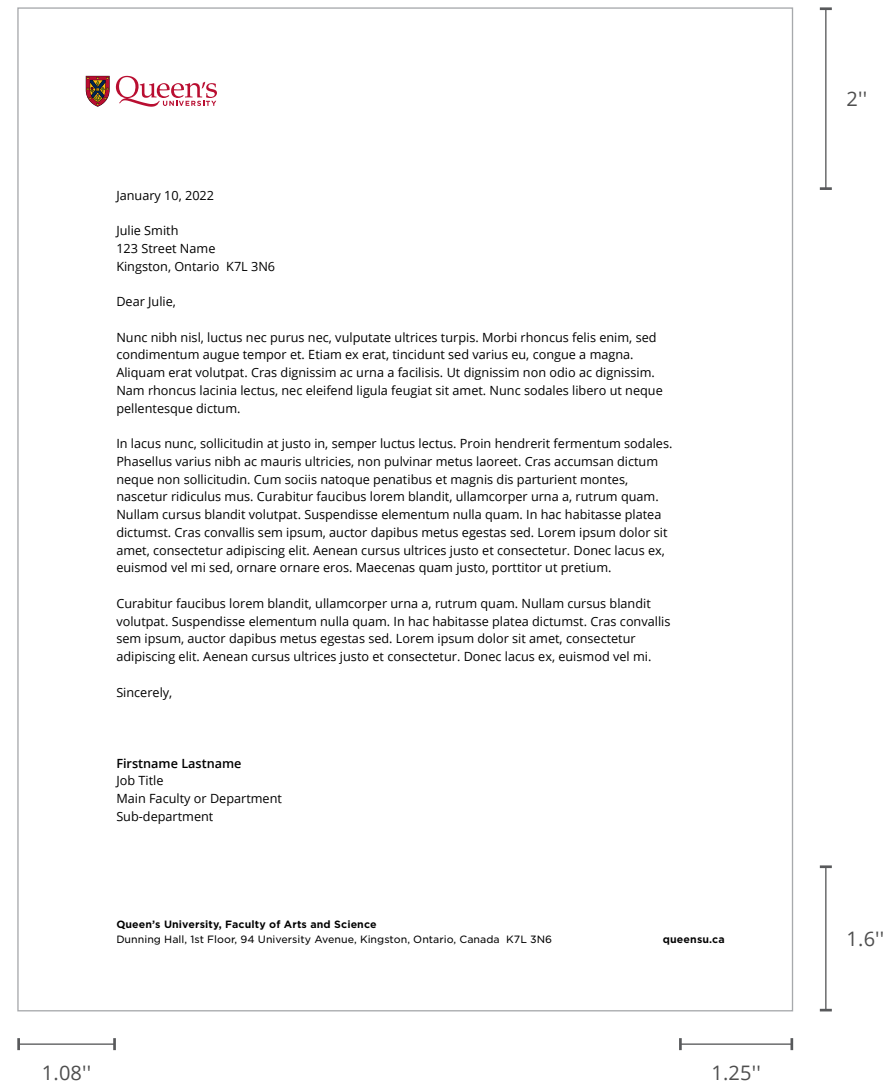 Queen's
UNIVERSITY
2''
January 10, 2022
Julie Smith
123 Street Name
Kingston, Ontario  K7L 3N6
Dear Julie,
Nunc nibh nisl, luctus nec purus nec, vulputate ultrices turpis. Morbi rhoncus felis enim, sed
condimentum augue tempor et. Etiam ex erat, tincidunt sed varius eu, congue a magna.
Aliquam erat volutpat. Cras dignissim ac urna a facilisis. Ut dignissim non odio ac dignissim.
Nam rhoncus lacinia lectus, nec eleifend ligula feugiat sit amet. Nunc sodales libero ut neque
pellentesque dictum.
In lacus nunc, sollicitudin at justo in, semper luctus lectus. Proin hendrerit fermentum sodales.
Phasellus varius nibh ac mauris ultricies, non pulvinar metus laoreet. Cras accumsan dictum
neque non sollicitudin. Cum sociis natoque penatibus et magnis dis parturient montes,
nascetur ridiculus mus. Curabitur faucibus lorem blandit, ullamcorper urna a, rutrum quam.
Nullam cursus blandit volutpat. Suspendisse elementum nulla quam. In hac habitasse platea
dictumst. Cras convallis sem ipsum, auctor dapibus metus egestas sed. Lorem ipsum dolor sit
amet, consectetur adipiscing elit. Aenean cursus ultrices justo et consectetur. Donec lacus ex,
euismod vel mi sed, ornare ornare eros. Maecenas quam justo, porttitor ut pretium.
Curabitur faucibus lorem blandit, ullamcorper urna a, rutrum quam. Nullam cursus blandit
volutpat. Suspendisse elementum nulla quam. In hac habitasse platea dictumst. Cras convallis
sem ipsum, auctor dapibus metus egestas sed. Lorem ipsum dolor sit amet, consectetur
adipiscing elit. Aenean cursus ultrices justo et consectetur. Donec lacus ex, euismod vel mi.
Sincerely,
Firstname Lastname
Job Title
Main Faculty or Department
Sub-department
Queen's University, Faculty of Arts and Science
Dunning Hall, 1st Floor, 94 University Avenue, Kingston, Ontario, Canada  K7L 3N6
queensu.ca
1.6''
1.08''
1.25''